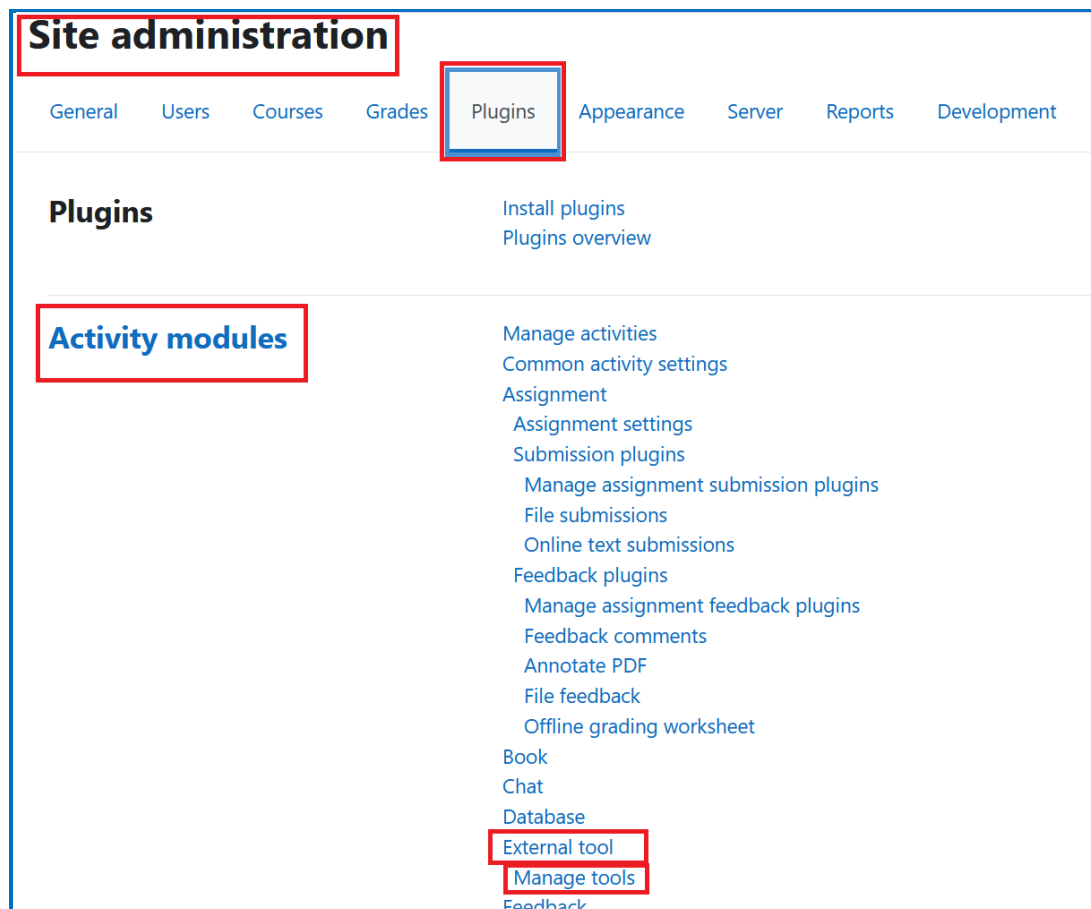 Site administration
General Users Courses Grades Plugins Appearance Server Reports Development
Plugins
Install plugins
Plugins overview
Activity modules
Manage activities
Common activity settings
Assignment
Assignment settings
Submission plugins
Manage assignment submission plugins
File submissions
Online text submissions
Feedback plugins
Manage assignment feedback plugins
Feedback comments
Annotate PDF
File feedback
Offline grading worksheet
Book
Chat
Database
External tool
Manage tools
Feedback